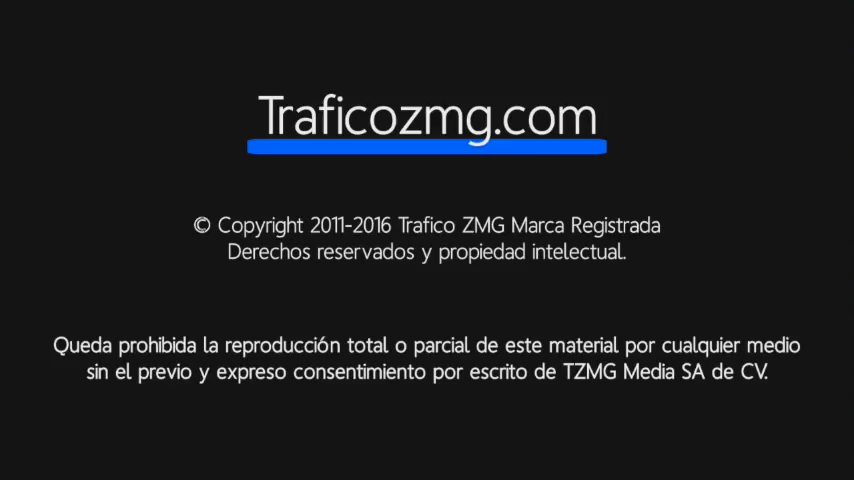 Traficozmg.com
© Copyright 2011-2016 Trafico ZMG Marca Registrada
Derechos reservados y propiedad intelectual.
Queda prohibida la reproducción total o parcial de este material por cualquier medio
sin el previo y expreso consentimiento por escrito de TZMG Media SA de CV.